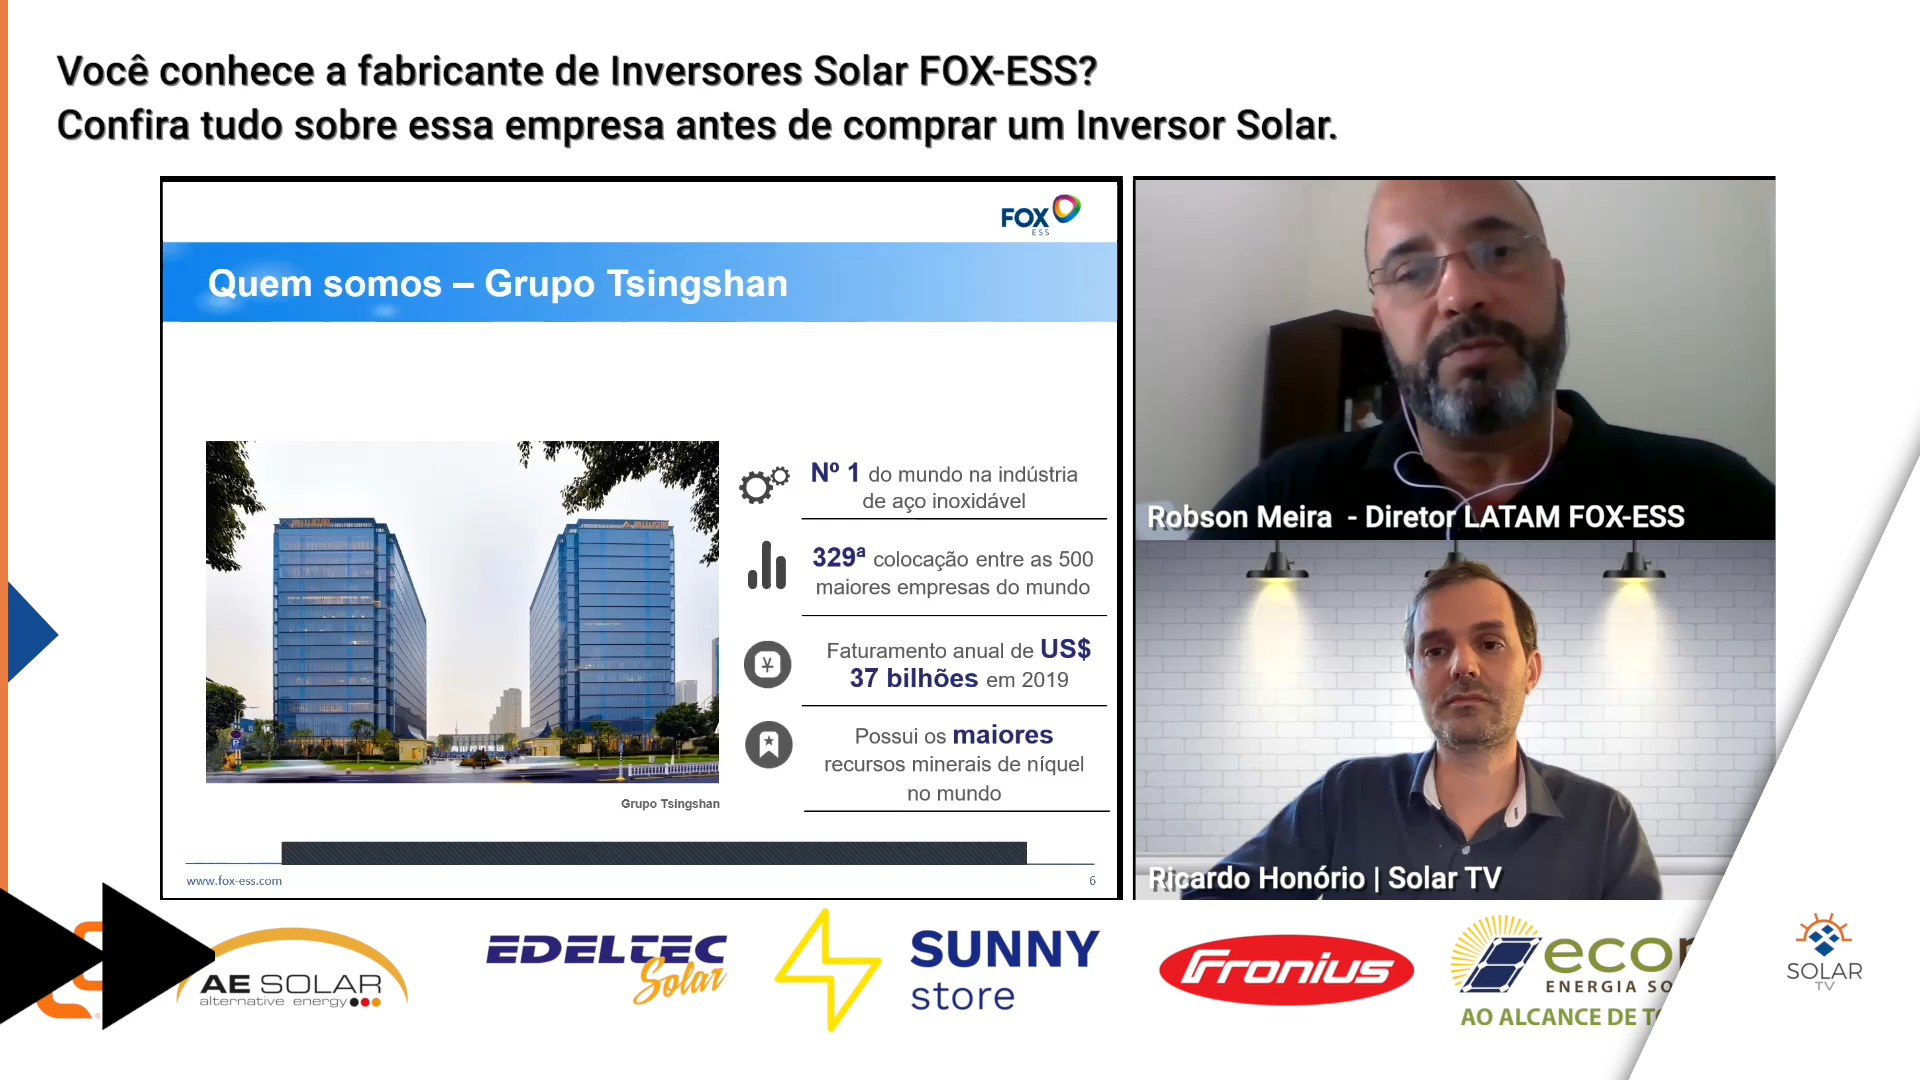 Você conhece a fabricante de Inversores Solar FOX-ESS?
Confira tudo sobre essa empresa antes de comprar um Inversor Solar.
FOX
ESS
Quem somos – Grupo Tsingshan
Nº 1 do mundo na indústria
de aço inoxidável
329ª colocação entre as 500
maiores empresas do mundo
Faturamento anual de US$
37 bilhões em 2019
Possui os maiores
recursos minerais de níquel
no mundo
Grupo Tsingshan
www.fox-ess.com
6
Robson Meira - Diretor LATAM FOX-ESS
Ricardo Honório | Solar TV
AE SOLAR
alternative energy
EDELTEC
Solar
SUNNY
store
Fronius
eco
ENERGIA SO
AO ALCANCE DE T
SOLAR
TV